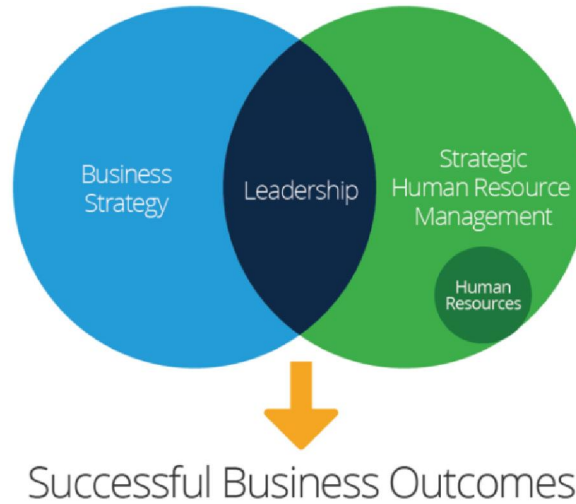 Business
Strategy
Leadership
Strategic
Human Resource
Management
Human
Resources
Successful Business Outcomes